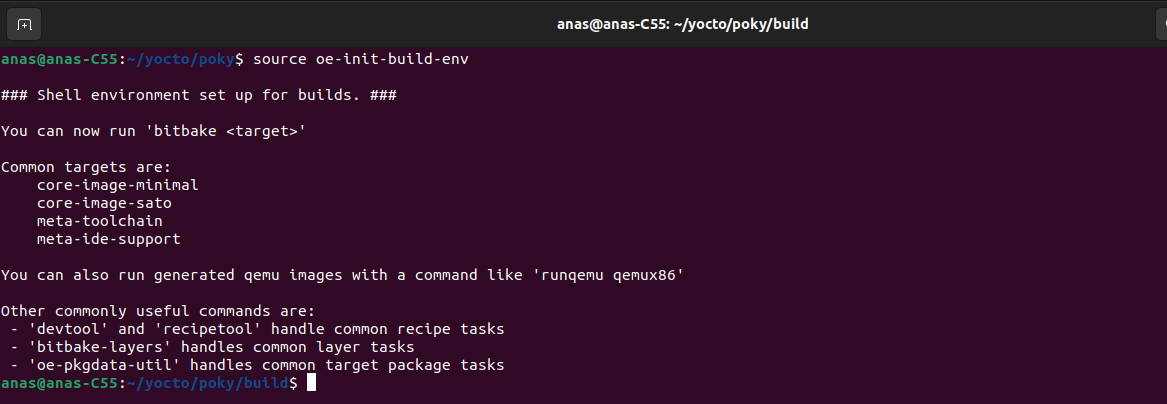 anas@anas-C55: ~/yocto/poky/build
anas@anas-C55:~/yocto/poky$ source oe-init-build-env
### Shell environment set up for builds. ###
You can now run 'bitbake <target>'
Common targets are:
    core-image-minimal
    core-image-sato
    meta-toolchain
    meta-ide-support
You can also run generated qemu images with a command like 'runqemu qemux86'
Other commonly useful commands are:
 - 'devtool' and 'recipetool' handle common recipe tasks
 - 'bitbake-layers' handles common layer tasks
 - 'oe-pkgdata-util' handles common target package tasks
anas@anas-C55:~/yocto/poky/build$